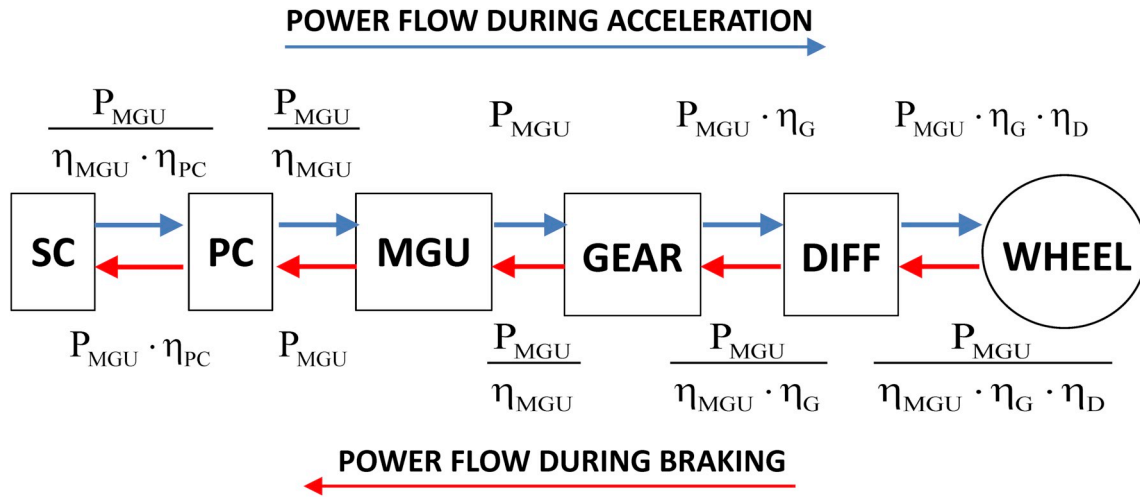 POWER FLOW DURING ACCELERATION
P_MGU / (η_MGU · η_PC)
P_MGU / η_MGU
P_MGU
P_MGU · η_G
P_MGU · η_G · η_D
SC
PC
MGU
GEAR
DIFF
WHEEL
P_MGU · η_PC
P_MGU
P_MGU / η_MGU
P_MGU / (η_MGU · η_G)
P_MGU / (η_MGU · η_G · η_D)
POWER FLOW DURING BRAKING